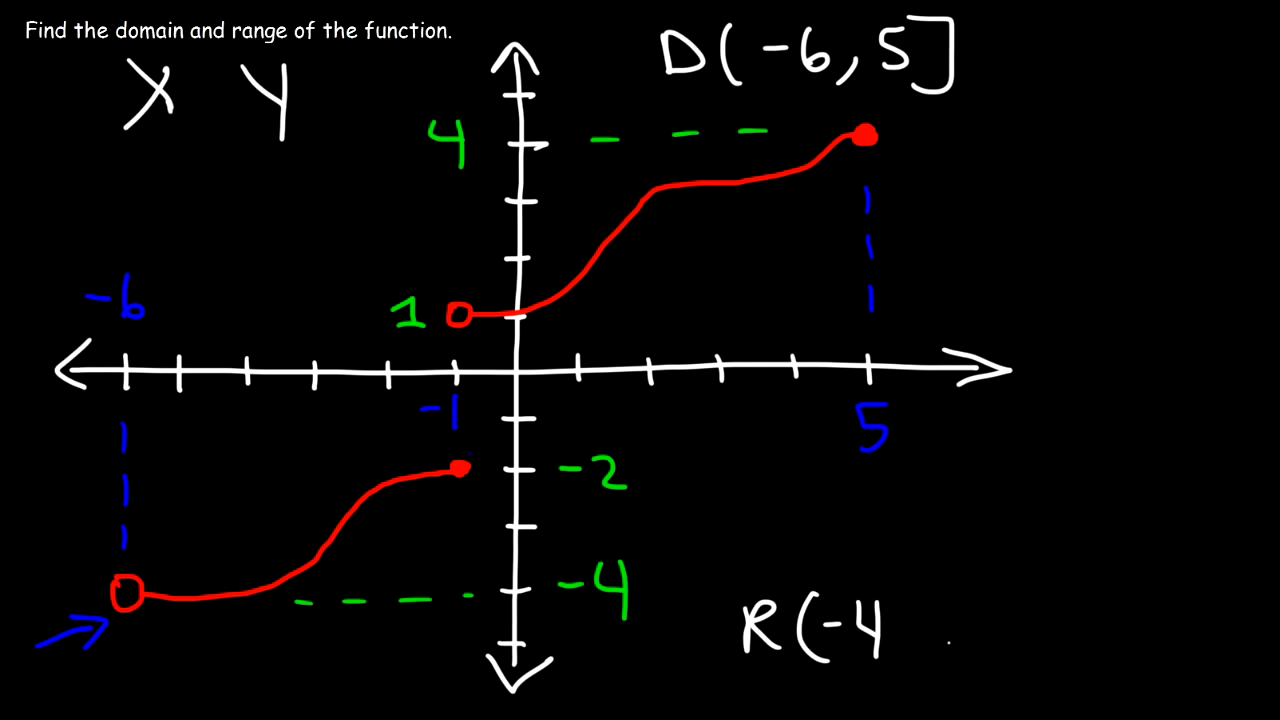 Find the domain and range of the function.
X Y
D(-6, 5]
4
-6
1
-1
5
-2
-4
R(-4